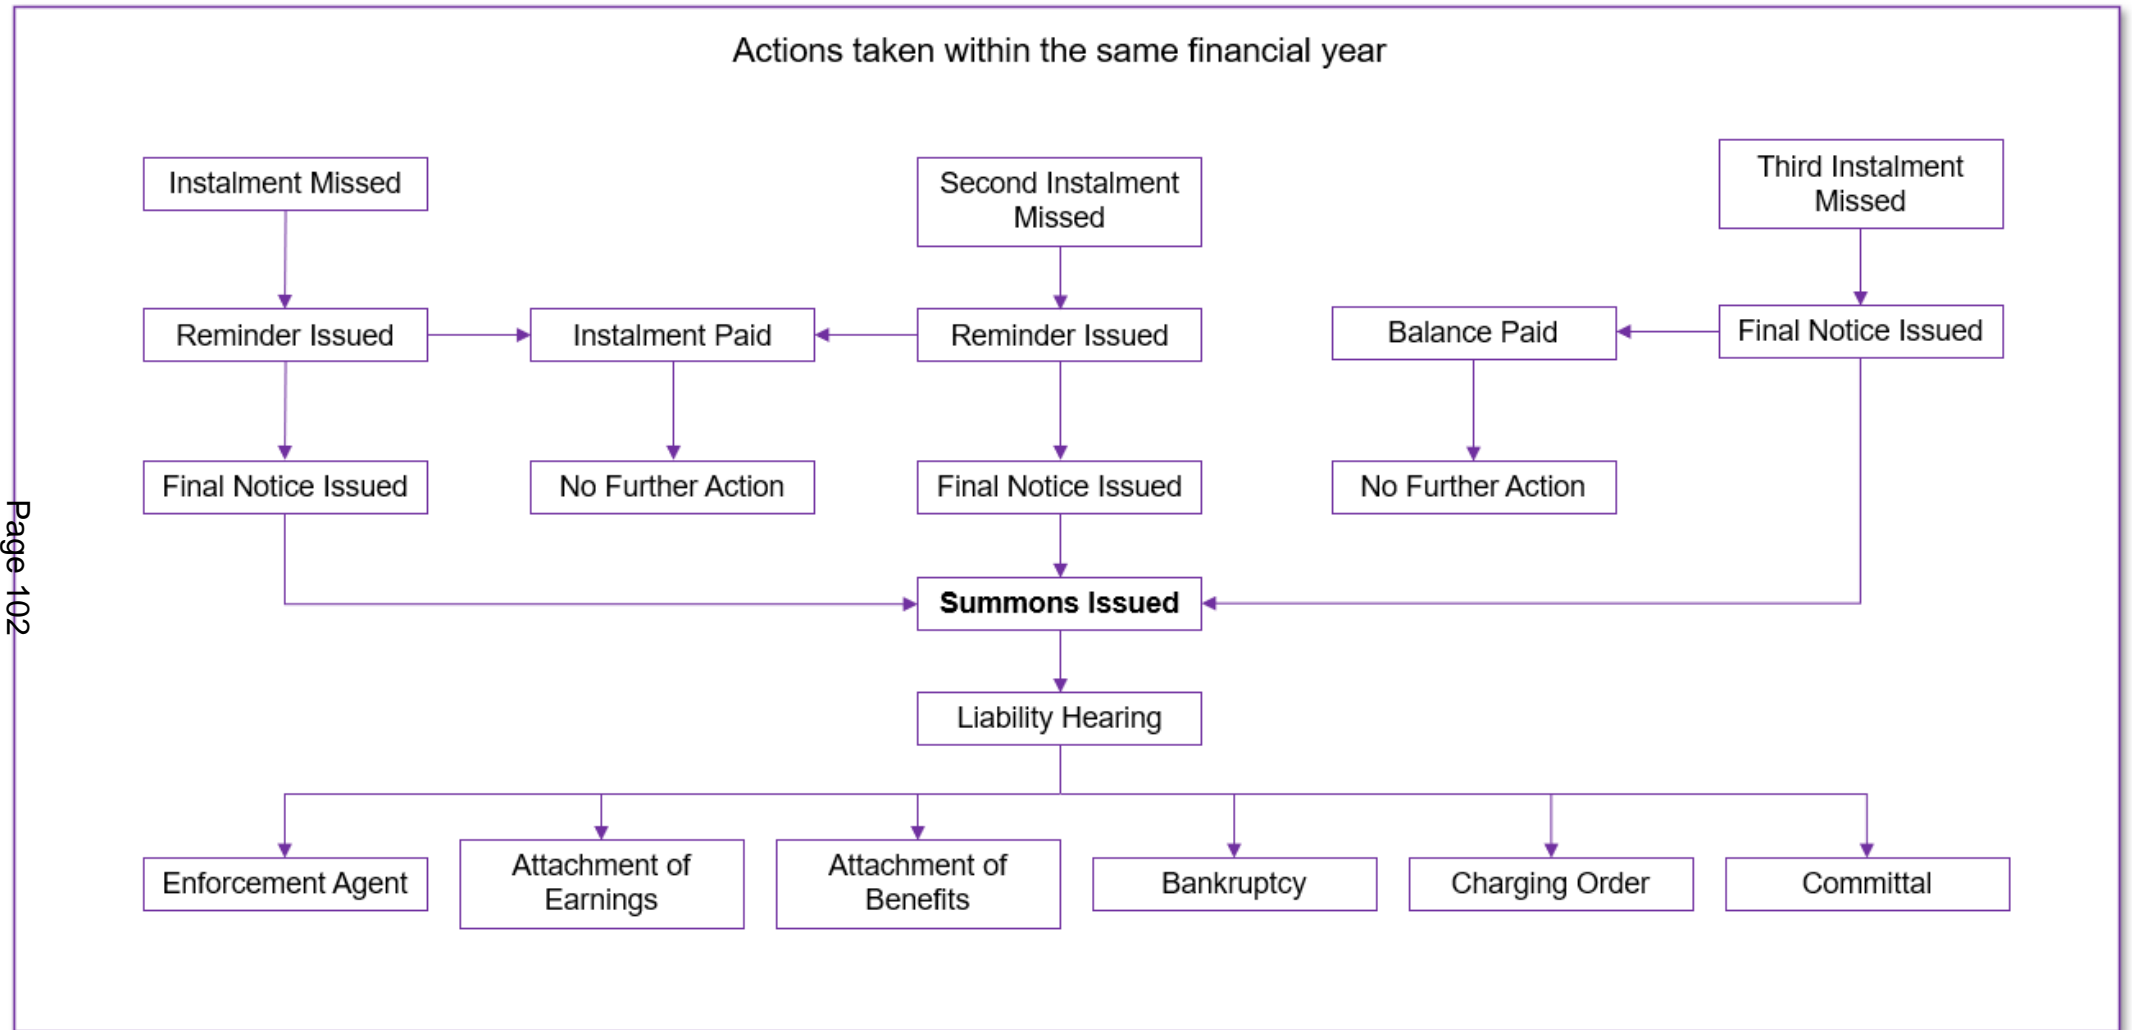 Actions taken within the same financial year
Instalment Missed
Second Instalment
Missed
Third Instalment
Missed
Reminder Issued
Instalment Paid
Reminder Issued
Balance Paid
Final Notice Issued
Final Notice Issued
No Further Action
Final Notice Issued
No Further Action
Summons Issued
Liability Hearing
Enforcement Agent
Attachment of
Earnings
Attachment of
Benefits
Bankruptcy
Charging Order
Committal
Page 102